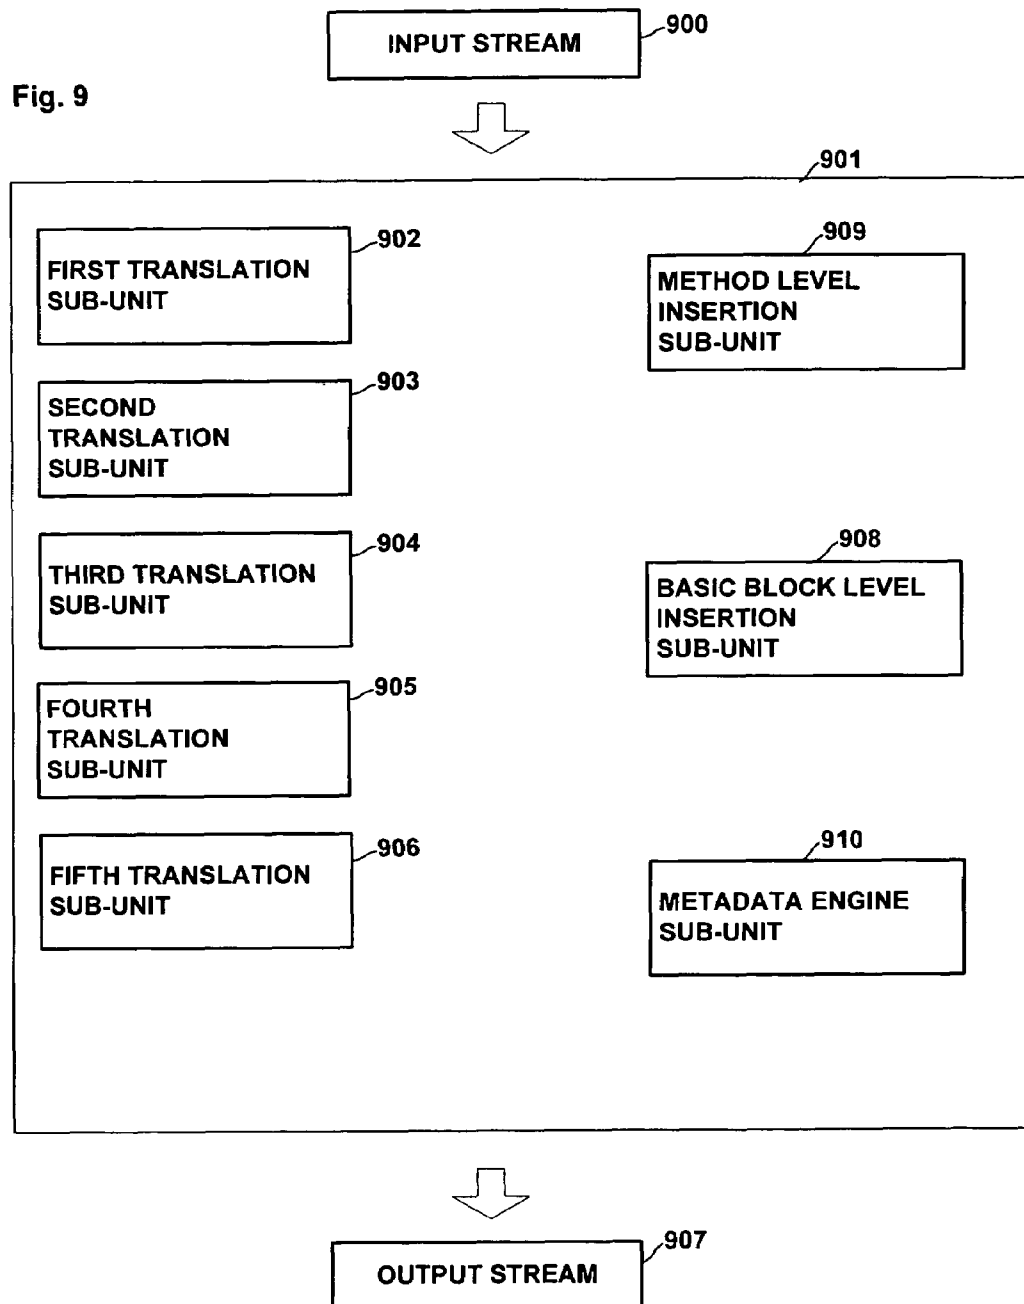 INPUT STREAM
900
Fig. 9
901
902
FIRST TRANSLATION
SUB-UNIT
909
METHOD LEVEL
INSERTION
SUB-UNIT
903
SECOND
TRANSLATION
SUB-UNIT
904
THIRD TRANSLATION
SUB-UNIT
908
BASIC BLOCK LEVEL
INSERTION
SUB-UNIT
905
FOURTH
TRANSLATION
SUB-UNIT
906
FIFTH TRANSLATION
SUB-UNIT
910
METADATA ENGINE
SUB-UNIT
907
OUTPUT STREAM